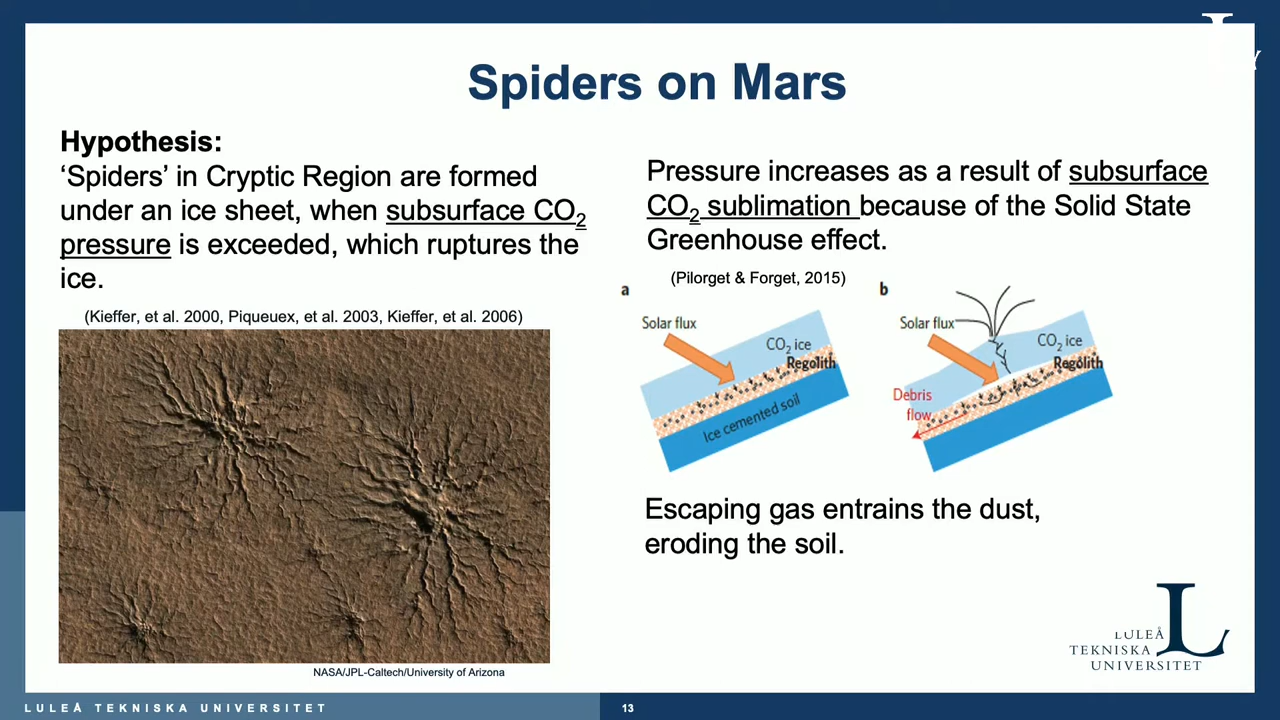 Spiders on Mars
Hypothesis:
‘Spiders’ in Cryptic Region are formed
under an ice sheet, when subsurface CO₂
pressure is exceeded, which ruptures the
ice.
(Kieffer, et al. 2000, Piqueuex, et al. 2003, Kieffer, et al. 2006)
NASA/JPL-Caltech/University of Arizona
Pressure increases as a result of subsurface
CO₂ sublimation because of the Solid State
Greenhouse effect.
(Pilorget & Forget, 2015)
a
Solar flux
CO₂ ice
Regolith
Ice cemented soil
b
Solar flux
CO₂ ice
Regolith
Debris
flow
Escaping gas entrains the dust,
eroding the soil.
LULEÅ
TEKNISKA
UNIVERSITET
LULEÅ TEKNISKA UNIVERSITET
13